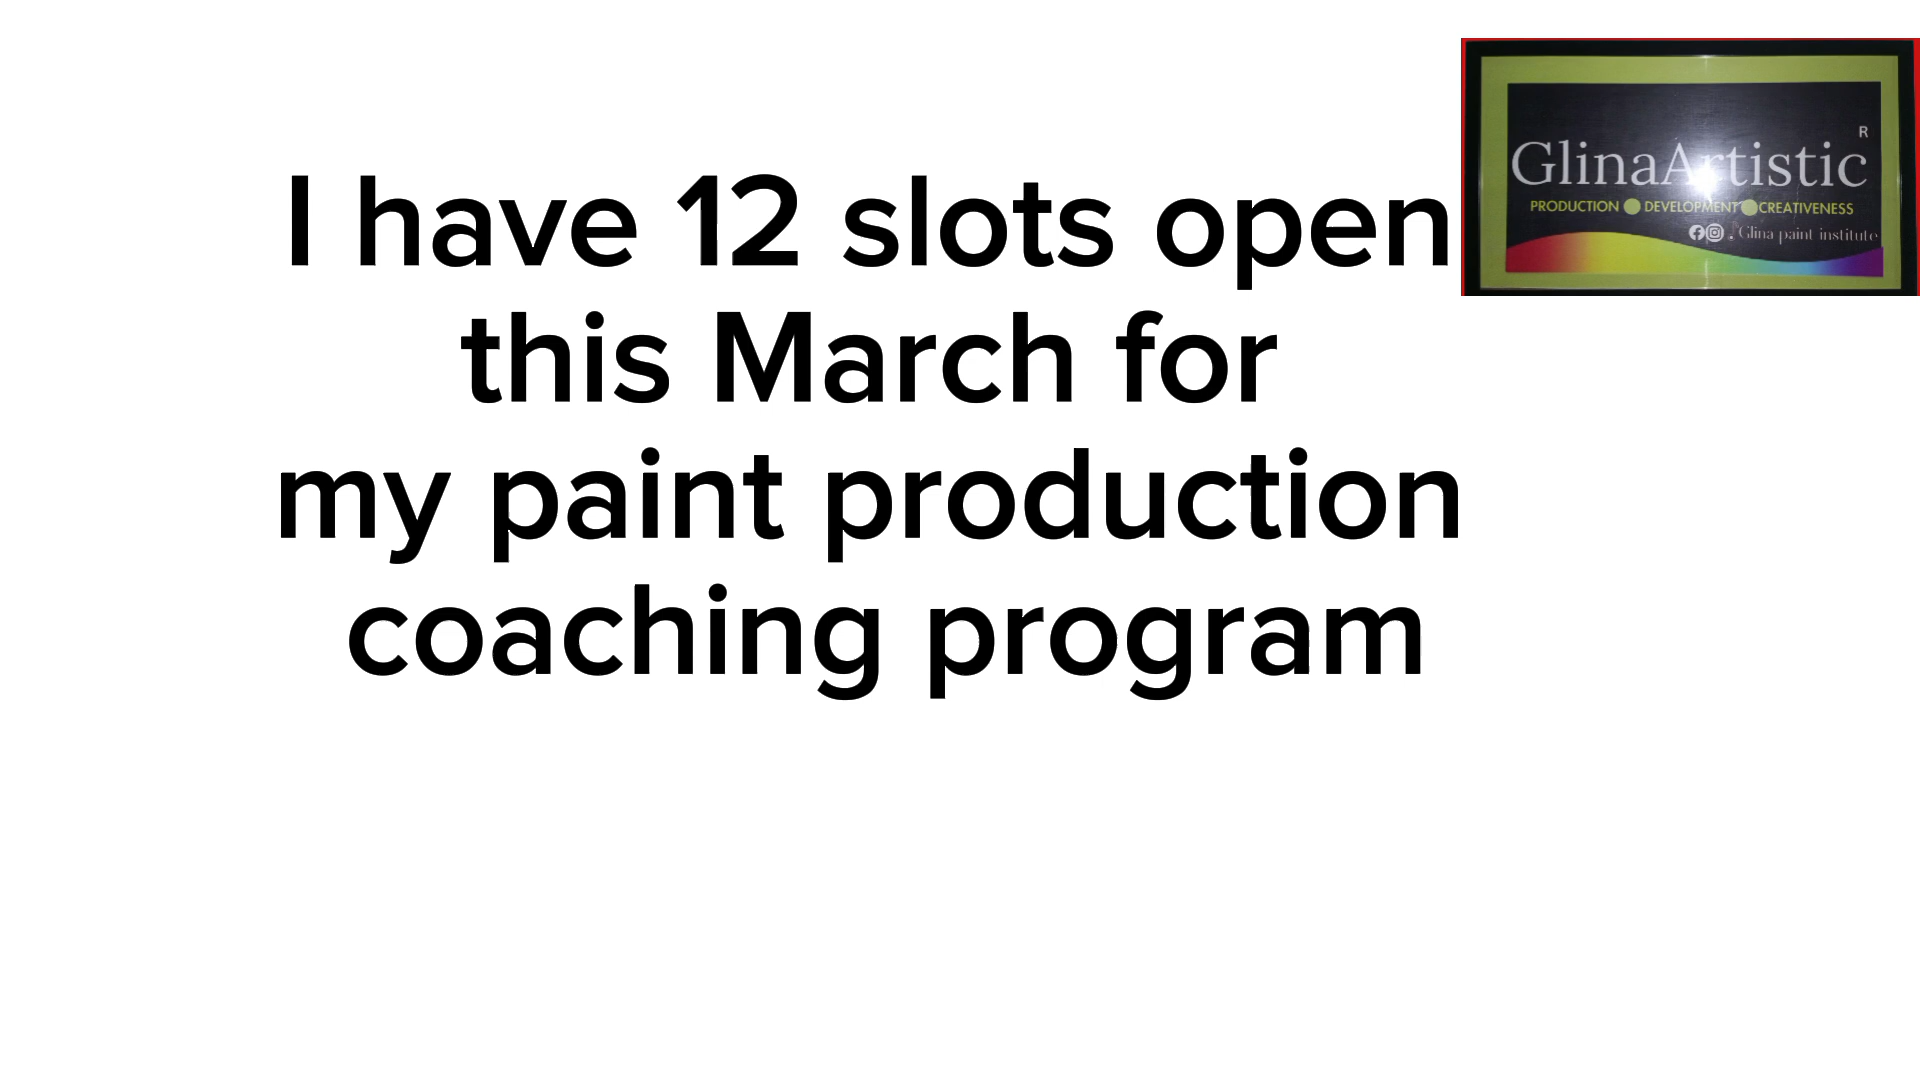 I have 12 slots open
this March for
my paint production
coaching program
R
GlinaArtistic
PRODUCTION ● DEVELOPMENT ● CREATIVENESS
Glina paint institute